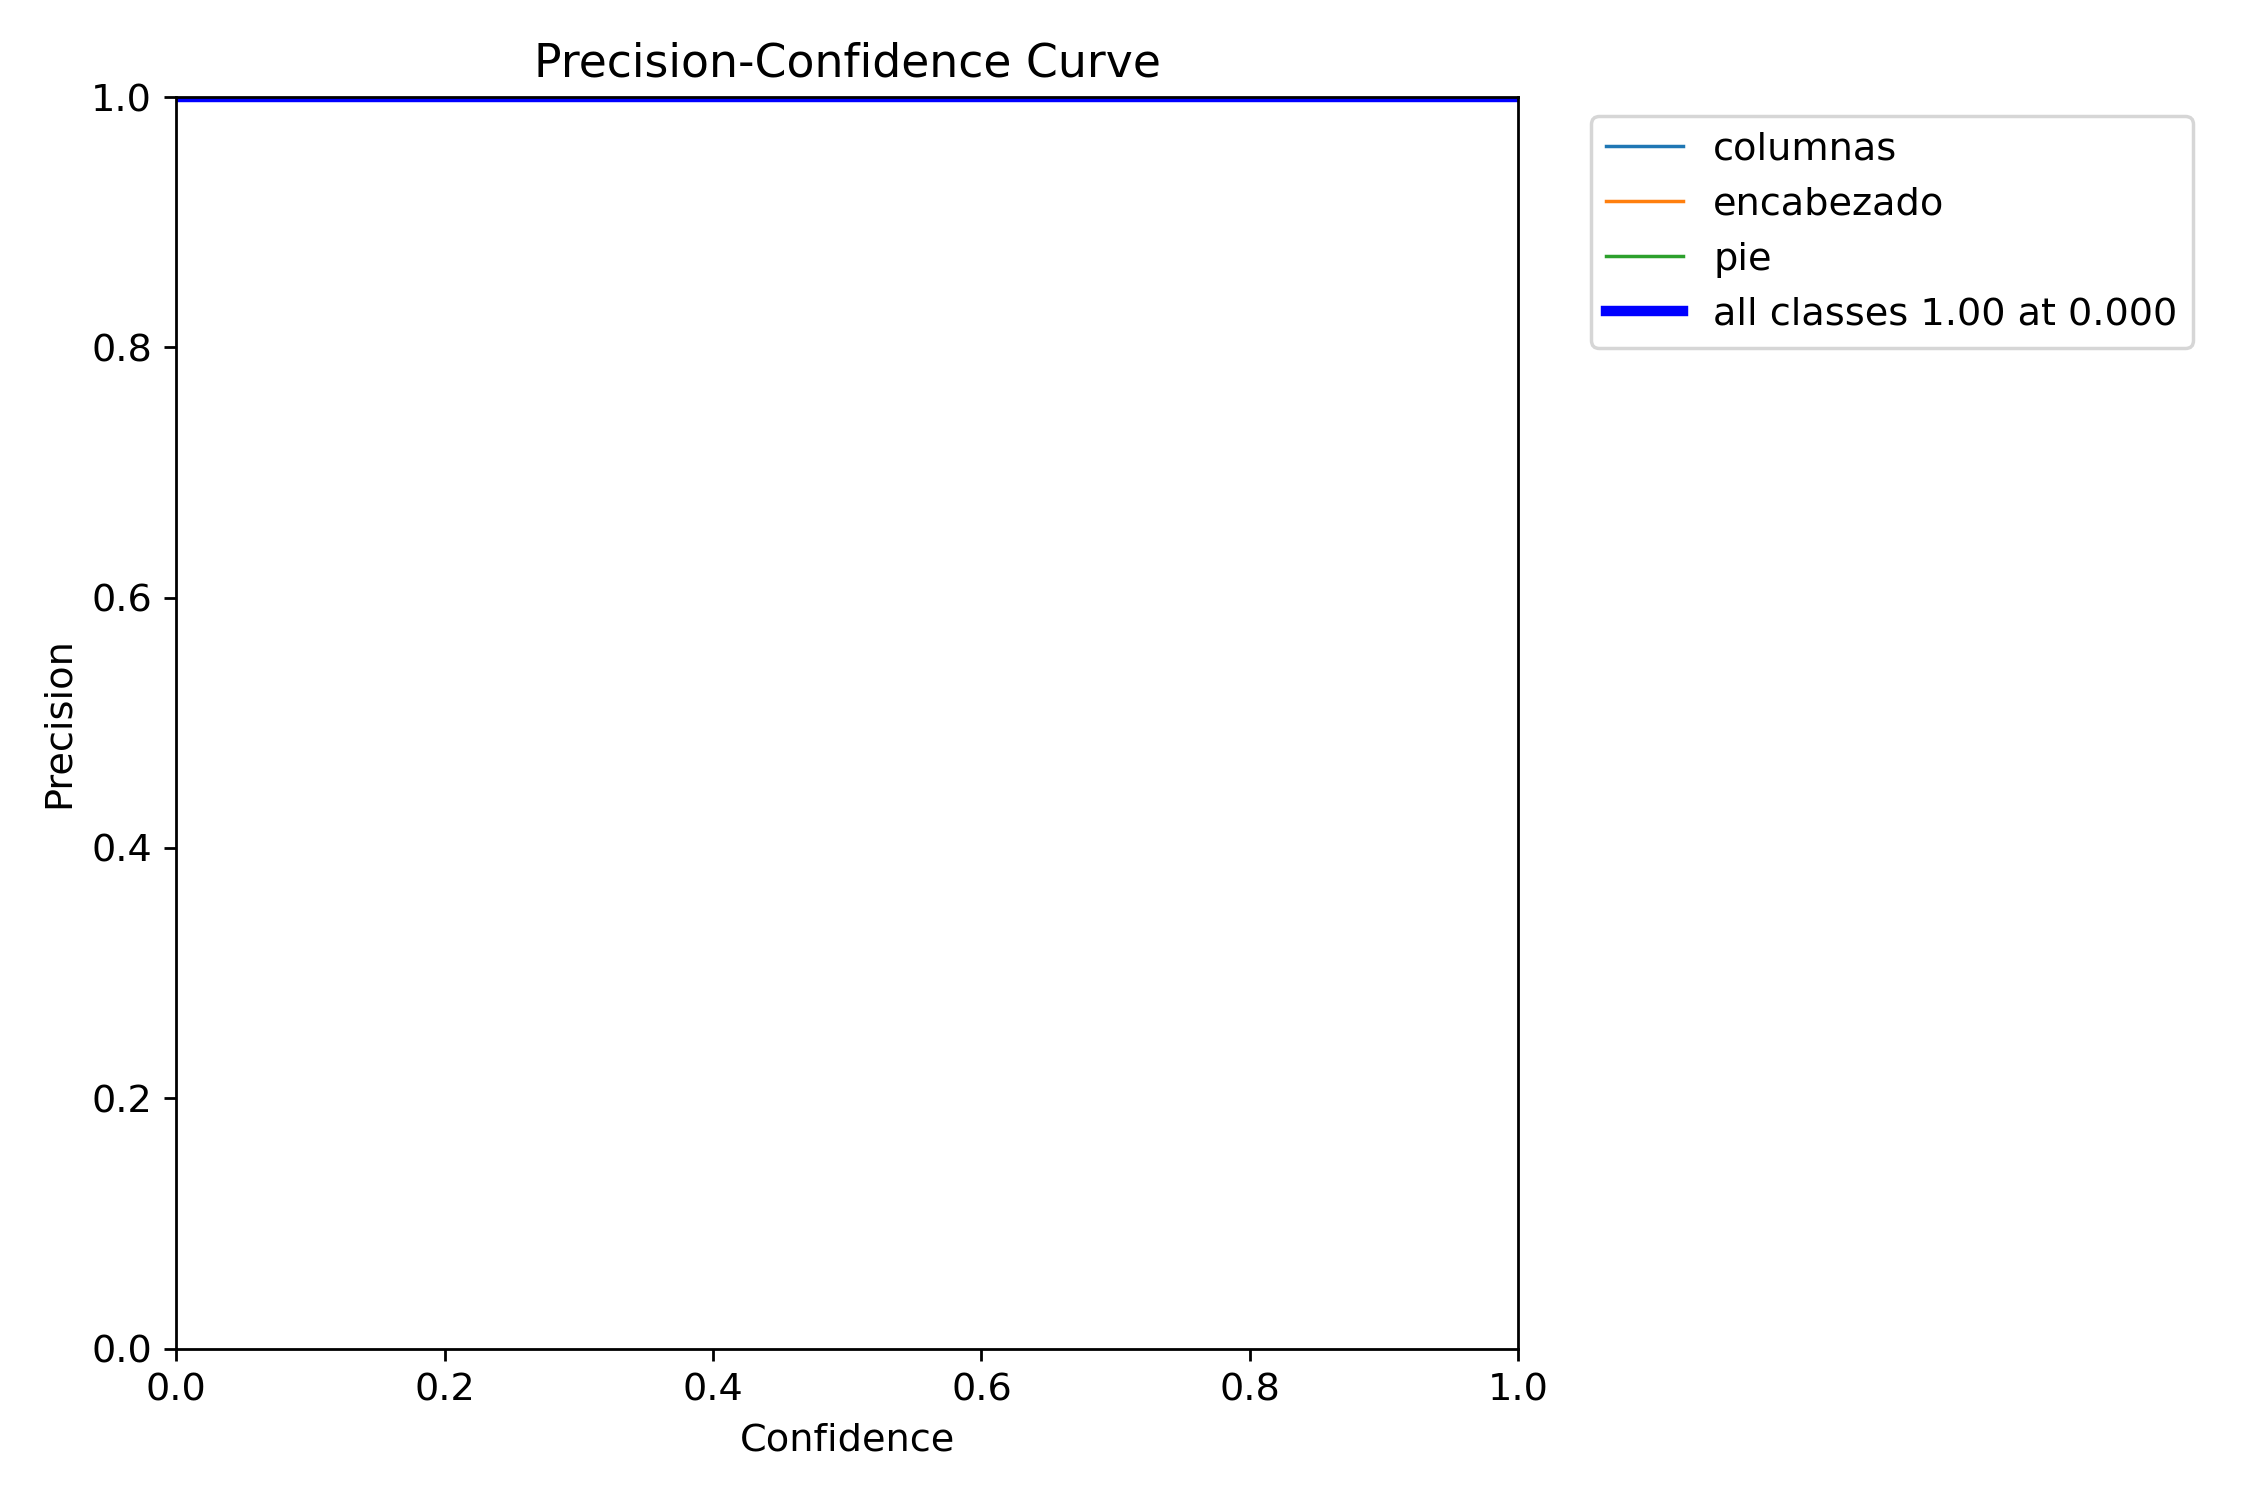 Precision-Confidence Curve
1.0
0.8
0.6
0.4
0.2
0.0
Precision
0.0 0.2 0.4 0.6 0.8 1.0
Confidence
columnas
encabezado
pie
all classes 1.00 at 0.000